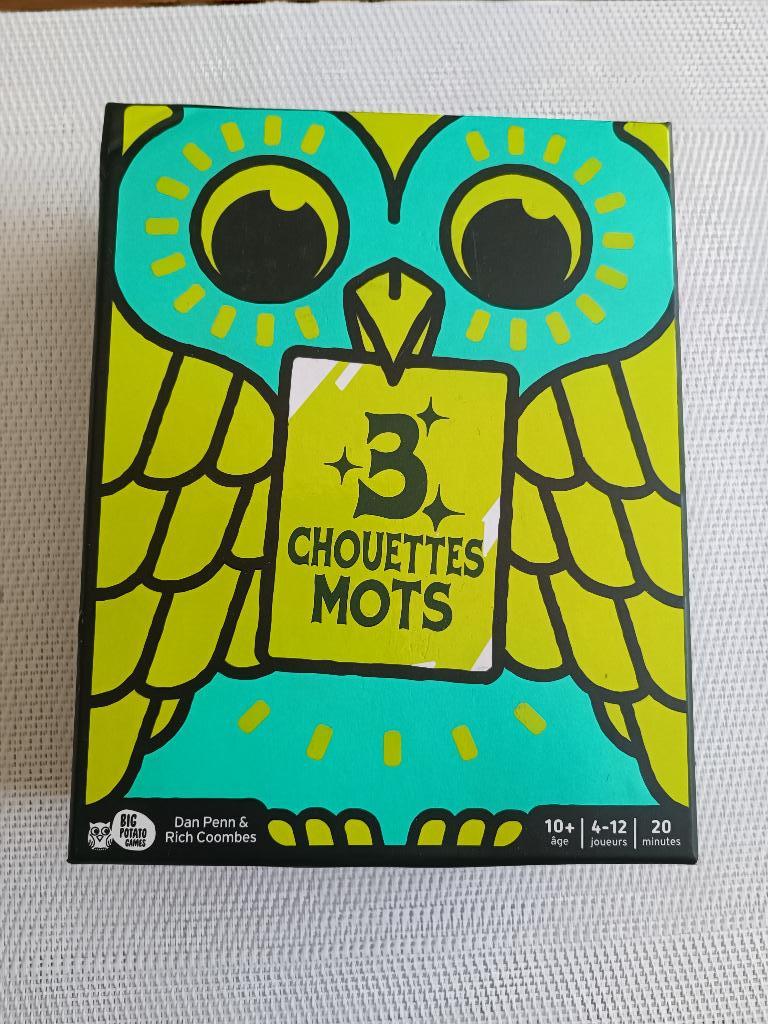 3
CHOUETTES
MOTS
BIG
POTATO
GAMES
Dan Penn &
Rich Coombes
10+ | 4-12 | 20
âge | joueurs | minutes